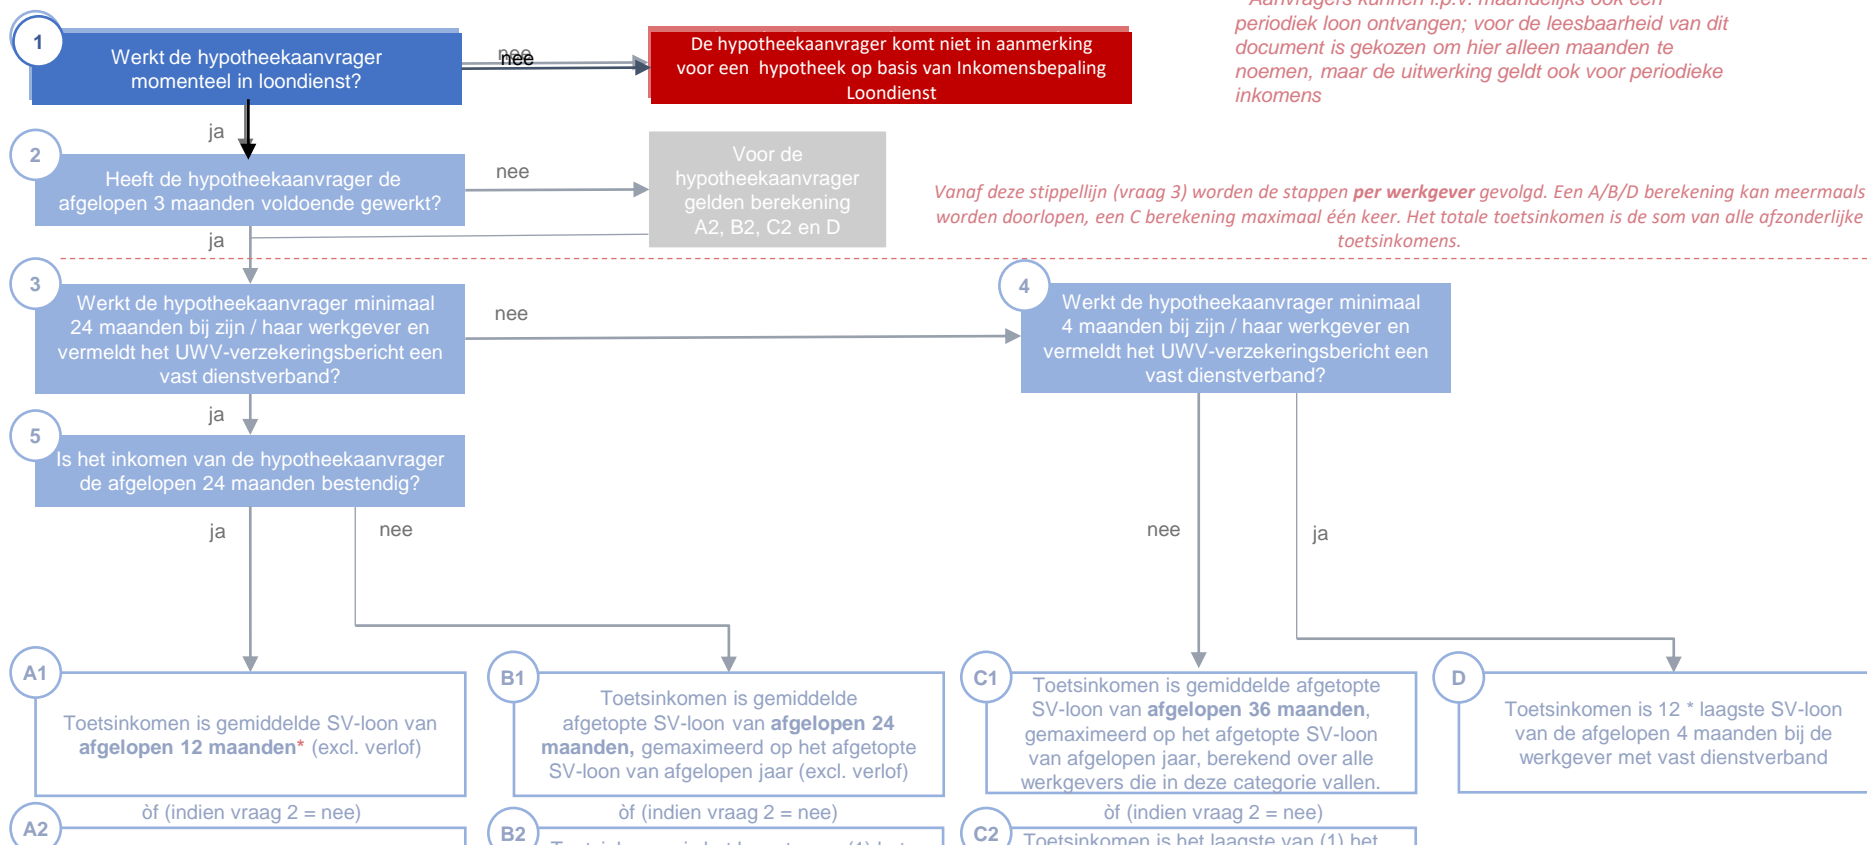 * Aanvragers kunnen i.p.v. maandelijks ook een
periodiek loon ontvangen; voor de leesbaarheid van dit
document is gekozen om hier alleen maanden te
noemen, maar de uitwerking geldt ook voor periodieke
inkomens
1
Werkt de hypotheekaanvrager
momenteel in loondienst?
nee
De hypotheekaanvrager komt niet in aanmerking
voor een hypotheek op basis van Inkomensbepaling
Loondienst
ja
2
Heeft de hypotheekaanvrager de
afgelopen 3 maanden voldoende gewerkt?
nee
Voor de
hypotheekaanvrager
gelden berekening
A2, B2, C2 en D
Vanaf deze stippellijn (vraag 3) worden de stappen per werkgever gevolgd. Een A/B/D berekening kan meermaals
worden doorlopen, een C berekening maximaal één keer. Het totale toetsinkomen is de som van alle afzonderlijke
toetsinkomens.
ja
3
Werkt de hypotheekaanvrager minimaal
24 maanden bij zijn / haar werkgever en
vermeldt het UWV-verzekeringsbericht een
vast dienstverband?
nee
4
Werkt de hypotheekaanvrager minimaal
4 maanden bij zijn / haar werkgever en
vermeldt het UWV-verzekeringsbericht een
vast dienstverband?
ja
5
Is het inkomen van de hypotheekaanvrager
de afgelopen 24 maanden bestendig?
ja
nee
nee
ja
A1
Toetsinkomen is gemiddelde SV-loon van
afgelopen 12 maanden* (excl. verlof)
B1
Toetsinkomen is gemiddelde
afgetopte SV-loon van afgelopen 24
maanden, gemaximeerd op het afgetopte
SV-loon van afgelopen jaar (excl. verlof)
C1
Toetsinkomen is gemiddelde afgetopte
SV-loon van afgelopen 36 maanden,
gemaximeerd op het afgetopte SV-loon
van afgelopen jaar, berekend over alle
werkgevers die in deze categorie vallen.
D
Toetsinkomen is 12 * laagste SV-loon
van de afgelopen 4 maanden bij de
werkgever met vast dienstverband
òf (indien vraag 2 = nee)
òf (indien vraag 2 = nee)
òf (indien vraag 2 = nee)
A2
B2
C2
Toetsinkomen is het laagste van (1) het